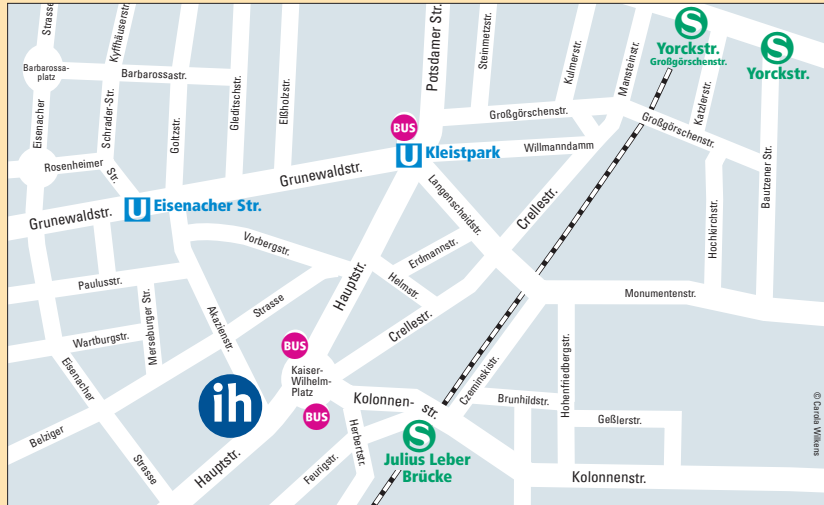 Strasse
Kyffhäuserstr.
Potsdamer Str.
Steinmetzstr.
Kulmerstr.
Mansteinstr.
S
Yorckstr.
Großgörschenstr.
S
Yorckstr.
Barbarossa-
platz
Barbarossastr.
Eisenacher
Schrader-Str.
Goltzstr.
Gleditschstr.
Eißholzstr.
Großgörschenstr.
Katzlerstr.
Großgörschenstr.
BUS
U Kleistpark
Willmanndamm
Rosenheimer
Str.
Grunewaldstr.
Grunewaldstr.
U Eisenacher Str.
Langenscheidtstr.
Crellestr.
Hochkirchstr.
Bautzener Str.
Vorbergstr.
Erdmannstr.
Hauptstr.
Helmstr.
Paulusstr.
Akazienstr.
Strasse
Monumentenstr.
Crellestr.
Merseburger Str.
Wartburgstr.
BUS
Kaiser-
Wilhelm-
Platz
Czeminskistr.
Hohenfriedbergstr.
Eisenacher
ih
BUS
Kolonnen-
str.
Brunhildstr.
Geßlerstr.
© Carola Wilkens
Belziger
Strasse
Hauptstr.
Herbertstr.
Feurigstr.
S
Julius Leber
Brücke
Kolonnenstr.